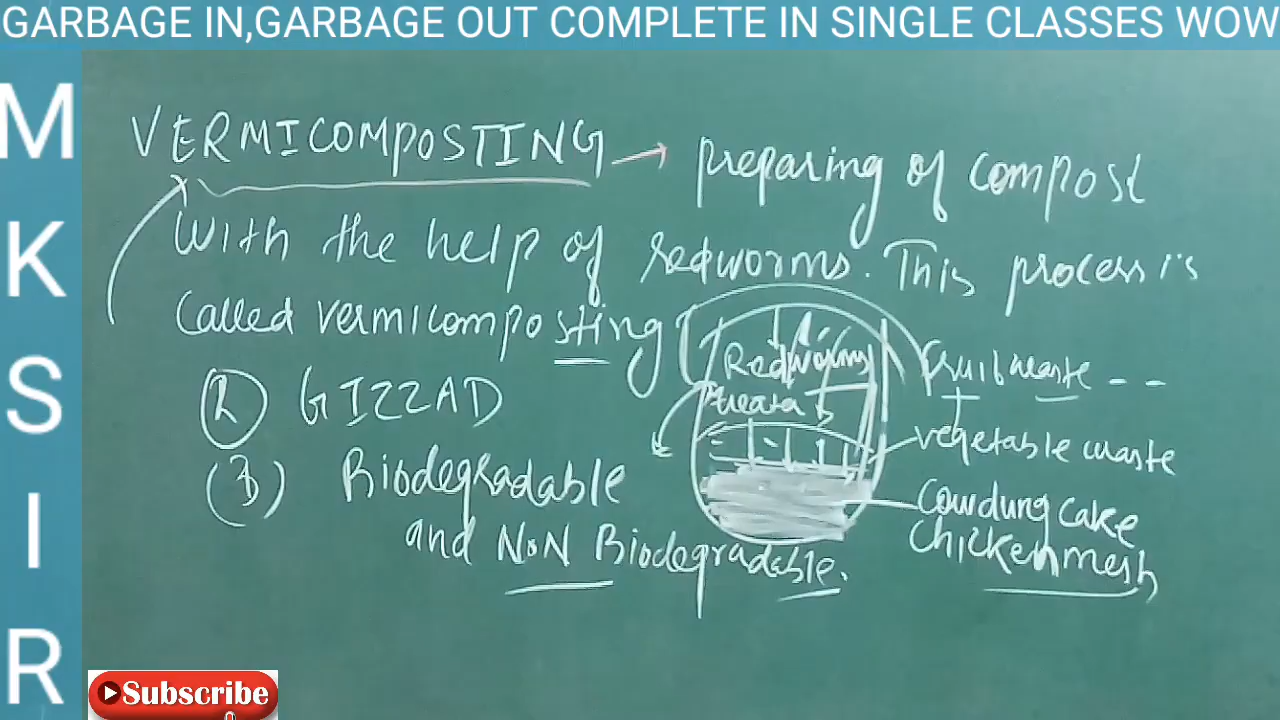 GARBAGE IN,GARBAGE OUT COMPLETE IN SINGLE CLASSES WOW
M
K
S
I
R
VERMICOMPOSTING → preparing of compost
With the help of redworms. This process is
Called vermicomposting
(2) GIZZAD
(3) Biodegradable
and NON Biodegradable.
Redworms
fruit waste - -
vegetable waste
Cowdung cake
Chickenmesh
Subscribe